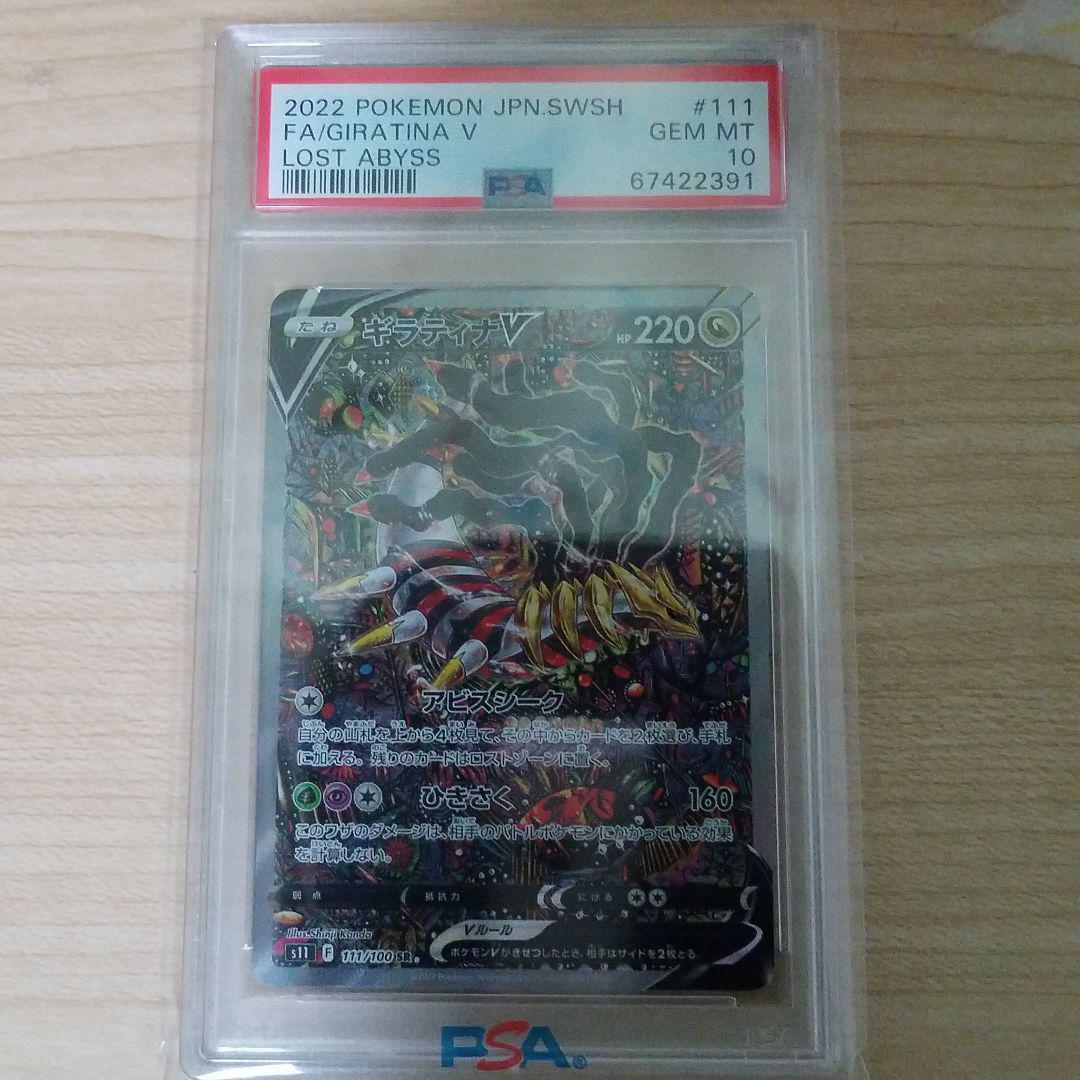 2022 POKEMON JPN.SWSH #111
FA/GIRATINA V GEM MT
LOST ABYSS 10
PSA 67422391
たね ギラティナV HP 220
アビスシーク
自分の山札を上から4枚見て、その中からカードを2枚選び、手札
に加える。残りのカードはロストゾーンに置く。
ひきさく 160
このワザのダメージは、相手のバトルポケモンにかかっている効果
を計算しない。
弱点 抵抗力 にげる
Illus.Shinji Kanda
Vルール
s11 F 111/100 SR ポケモンVがきぜつしたとき、相手はサイドを2枚とる。
PSA